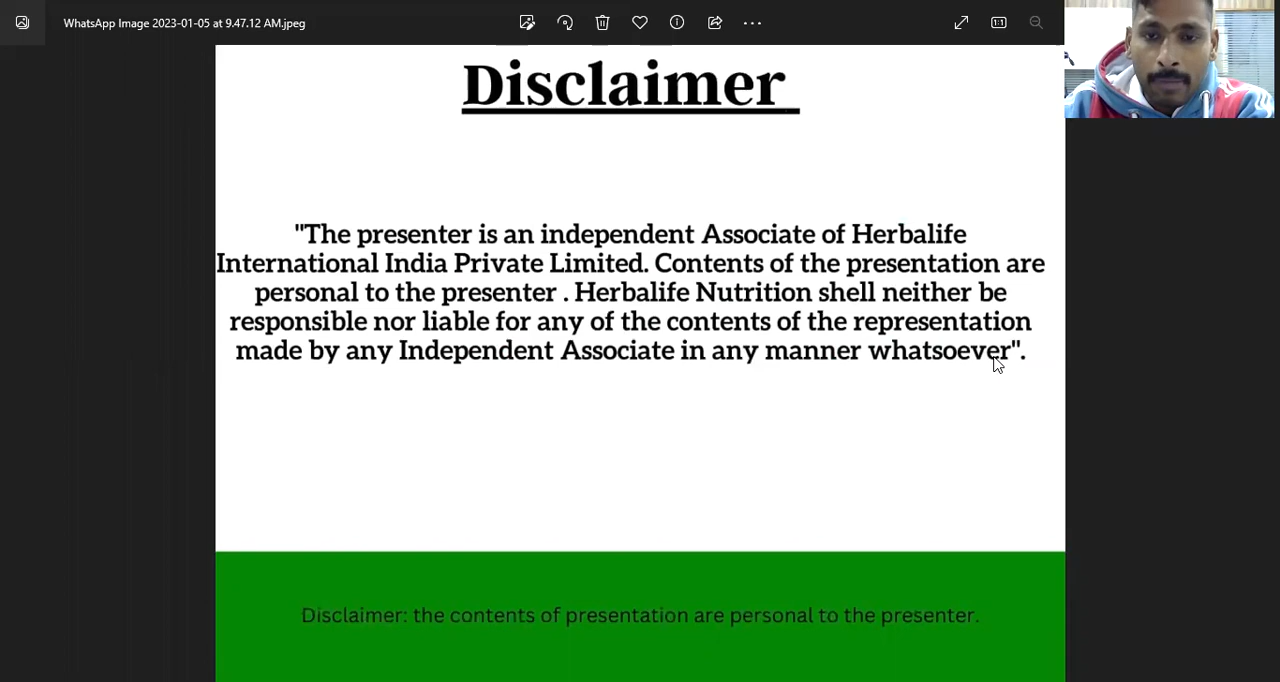 WhatsApp Image 2023-01-05 at 9.47.12 AM.jpeg
Disclaimer
"The presenter is an independent Associate of Herbalife
International India Private Limited. Contents of the presentation are
personal to the presenter . Herbalife Nutrition shell neither be
responsible nor liable for any of the contents of the representation
made by any Independent Associate in any manner whatsoever".
Disclaimer: the contents of presentation are personal to the presenter.